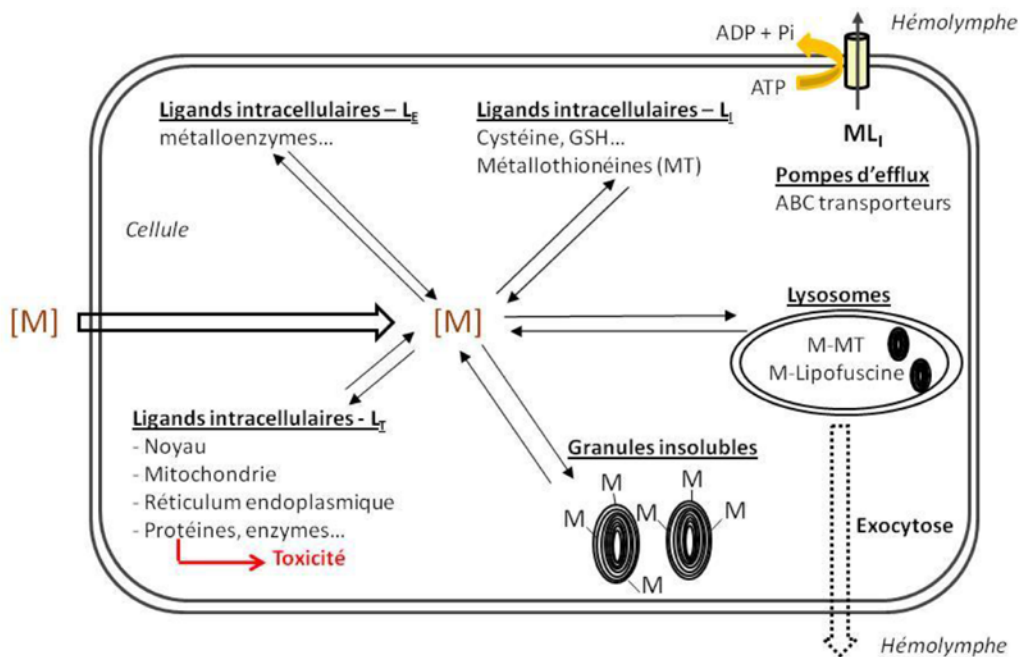 Hémolymphe
ADP + Pi
ATP
ML_I
Pompes d'efflux
ABC transporteurs
Ligands intracellulaires – L_E
métalloenzymes...
Ligands intracellulaires – L_I
Cystéine, GSH...
Métallothionéines (MT)
Cellule
[M]
[M]
Lysosomes
M-MT
M-Lipofuscine
Ligands intracellulaires - L_T
- Noyau
- Mitochondrie
- Réticulum endoplasmique
- Protéines, enzymes...
Toxicité
Granules insolubles
M
M
M
M
M
M
Exocytose
Hémolymphe